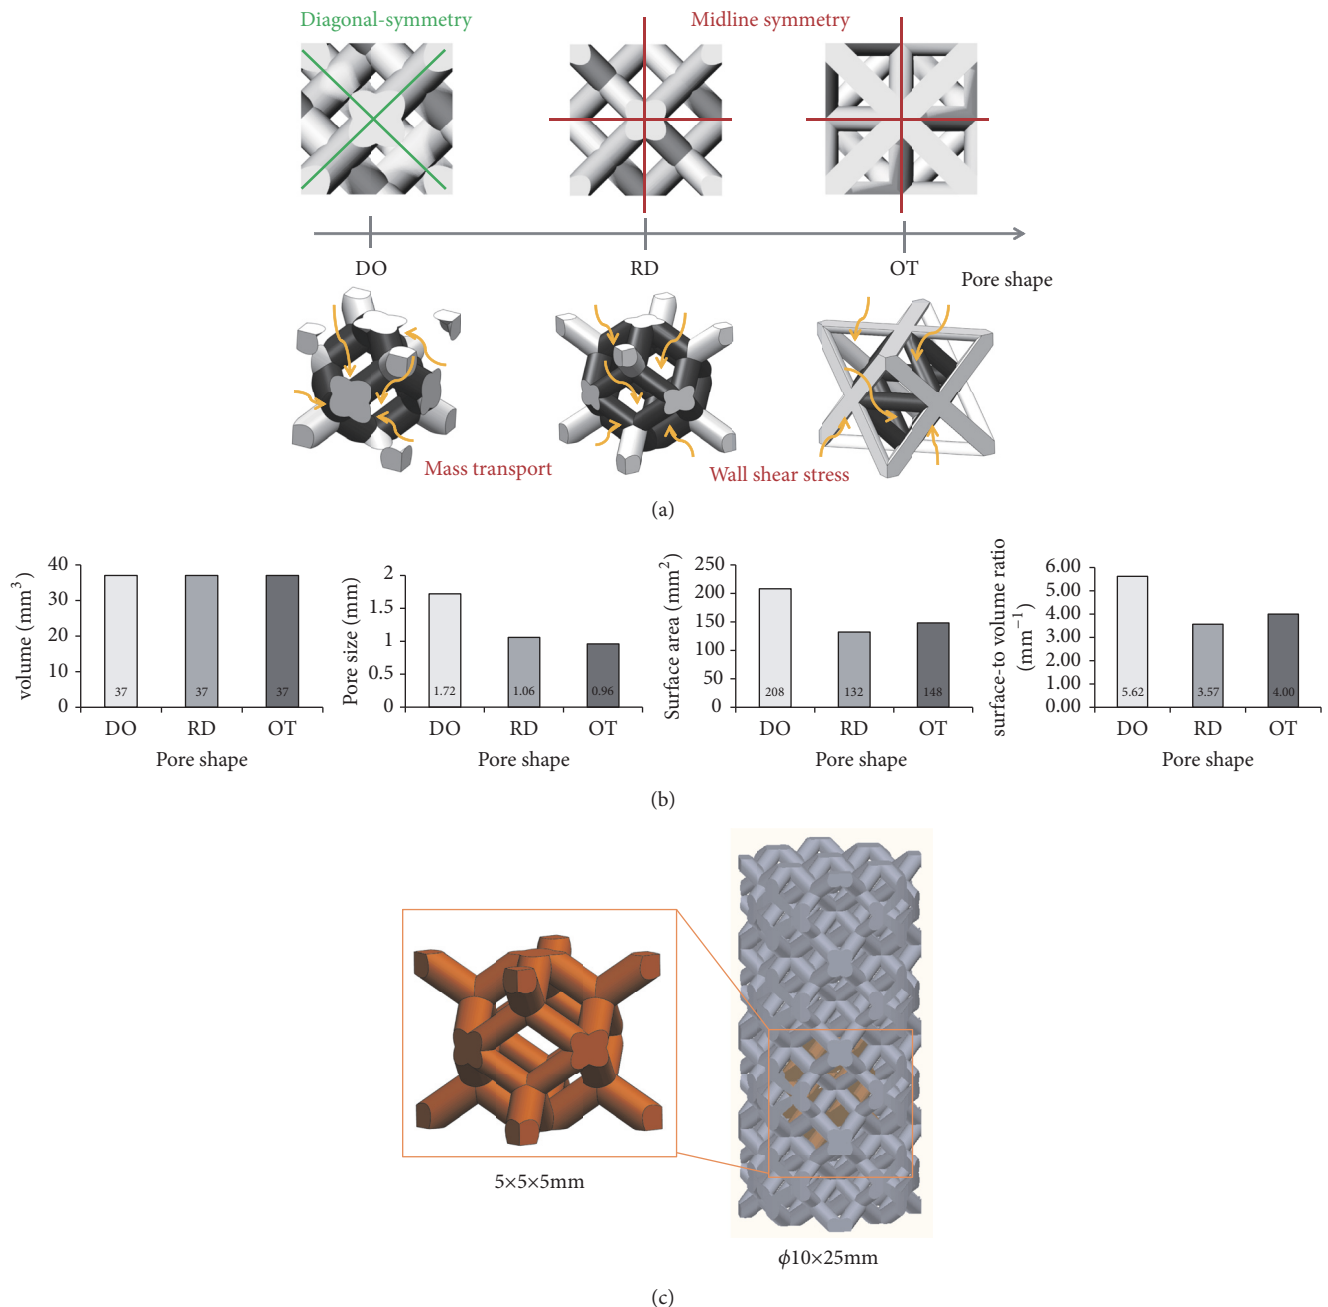 Diagonal-symmetry
Midline symmetry
DO
RD
OT
Pore shape
Mass transport
Wall shear stress
(a)
volume (mm³)
40
30
20
10
0
37
37
37
DO
RD
OT
Pore shape
Pore size (mm)
2
1.5
1
0.5
0
1.72
1.06
0.96
DO
RD
OT
Pore shape
Surface area (mm²)
250
200
150
100
50
0
208
132
148
DO
RD
OT
Pore shape
surface-to volume ratio
(mm⁻¹)
6.00
5.00
4.00
3.00
2.00
1.00
0.00
5.62
3.57
4.00
DO
RD
OT
Pore shape
(b)
5×5×5mm
ϕ10×25mm
(c)